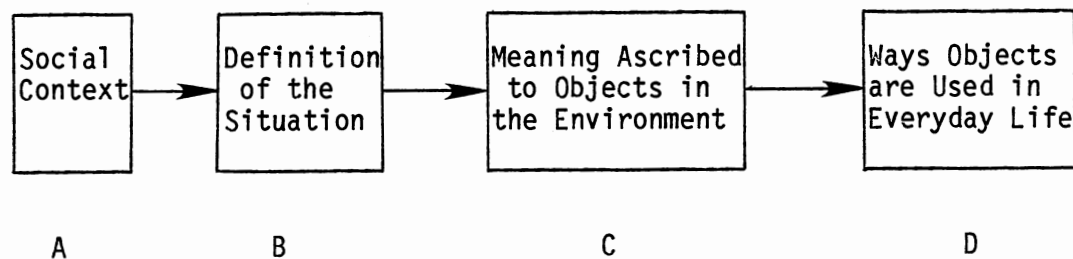 Social
Context
Definition
of the
Situation
Meaning Ascribed
to Objects in
the Environment
Ways Objects
are Used in
Everyday Life
A B C D